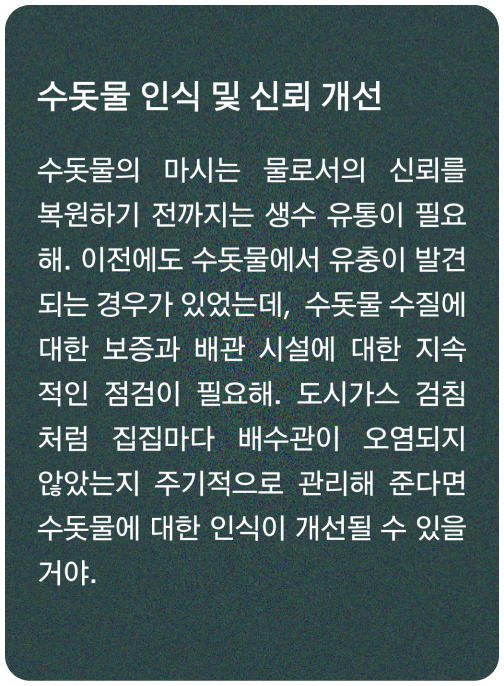 수돗물 인식 및 신뢰 개선
수돗물의 마시는 물로서의 신뢰를
복원하기 전까지는 생수 유통이 필요
해. 이전에도 수돗물에서 유충이 발견
되는 경우가 있었는데, 수돗물 수질에
대한 보증과 배관 시설에 대한 지속
적인 점검이 필요해. 도시가스 검침
처럼 집집마다 배수관이 오염되지
않았는지 주기적으로 관리해 준다면
수돗물에 대한 인식이 개선될 수 있을
거야.